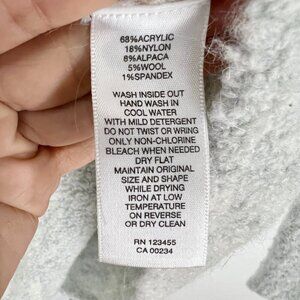 68%ACRYLIC
18%NYLON
8%ALPACA
5%WOOL
1%SPANDEX
WASH INSIDE OUT
HAND WASH IN
COOL WATER
WITH MILD DETERGENT
DO NOT TWIST OR WRING
ONLY NON-CHLORINE
BLEACH WHEN NEEDED
DRY FLAT
MAINTAIN ORIGINAL
SIZE AND SHAPE
WHILE DRYING
IRON AT LOW
TEMPERATURE
ON REVERSE
OR DRY CLEAN
RN 123455
CA 00234